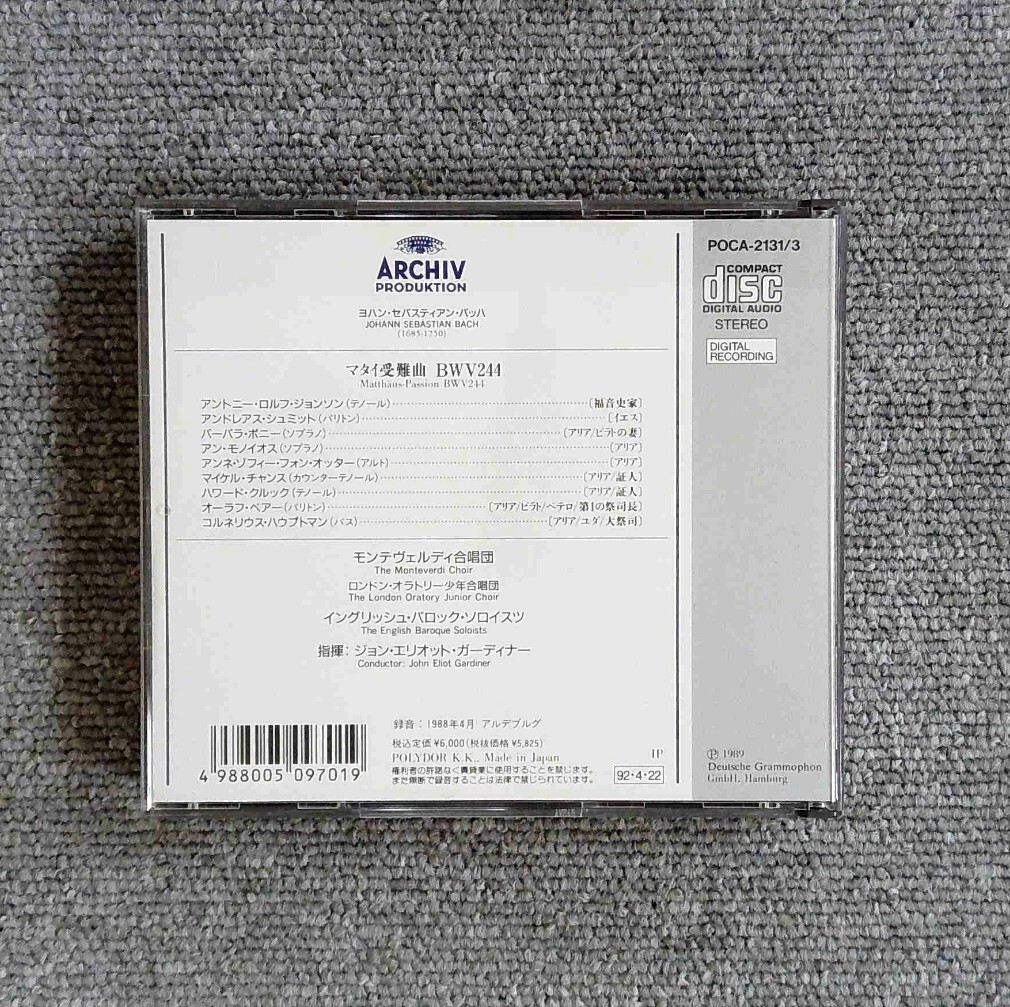 ARCHIV
PRODUKTION
ヨハン・セバスティアン・バッハ
JOHANN SEBASTIAN BACH
(1685-1750)
マタイ受難曲 BWV244
Matthäus-Passion BWV244
アントニー・ロルフ・ジョンソン(テノール)〔福音史家〕
アンドレアス・シュミット(バリトン)〔イエス〕
バーバラ・ボニー(ソプラノ)〔アリア/ピラトの妻〕
アン・モノイオス(ソプラノ)〔アリア〕
アンネ・ソフィー・フォン・オッター(アルト)〔アリア〕
マイケル・チャンス(カウンターテノール)〔アリア/証人〕
ハワード・クルック(テノール)〔アリア/証人〕
オーラフ・ベアー(バリトン)〔アリア/ピラト/ペテロ/第1の祭司長〕
コルネリウス・ハウプトマン(バス)〔アリア/ユダ/大祭司〕
モンテヴェルディ合唱団
The Monteverdi Choir
ロンドン・オラトリー少年合唱団
The London Oratory Junior Choir
イングリッシュ・バロック・ソロイスツ
The English Baroque Soloists
指揮:ジョン・エリオット・ガーディナー
Conductor: John Eliot Gardiner
録音:1988年4月 アルデブルグ
税込定価 ¥6,000(税抜価格 ¥5,825)
POLYDOR K.K., Made in Japan
権利者の許諾なく賃貸業に使用することを禁じます。
また無断で録音することは法律で禁じられています。
92・4・22
4 988005 097019
POCA-2131/3
COMPACT
disc
DIGITAL AUDIO
STEREO
DIGITAL
RECORDING
℗ 1989
Deutsche Grammophon
GmbH, Hamburg